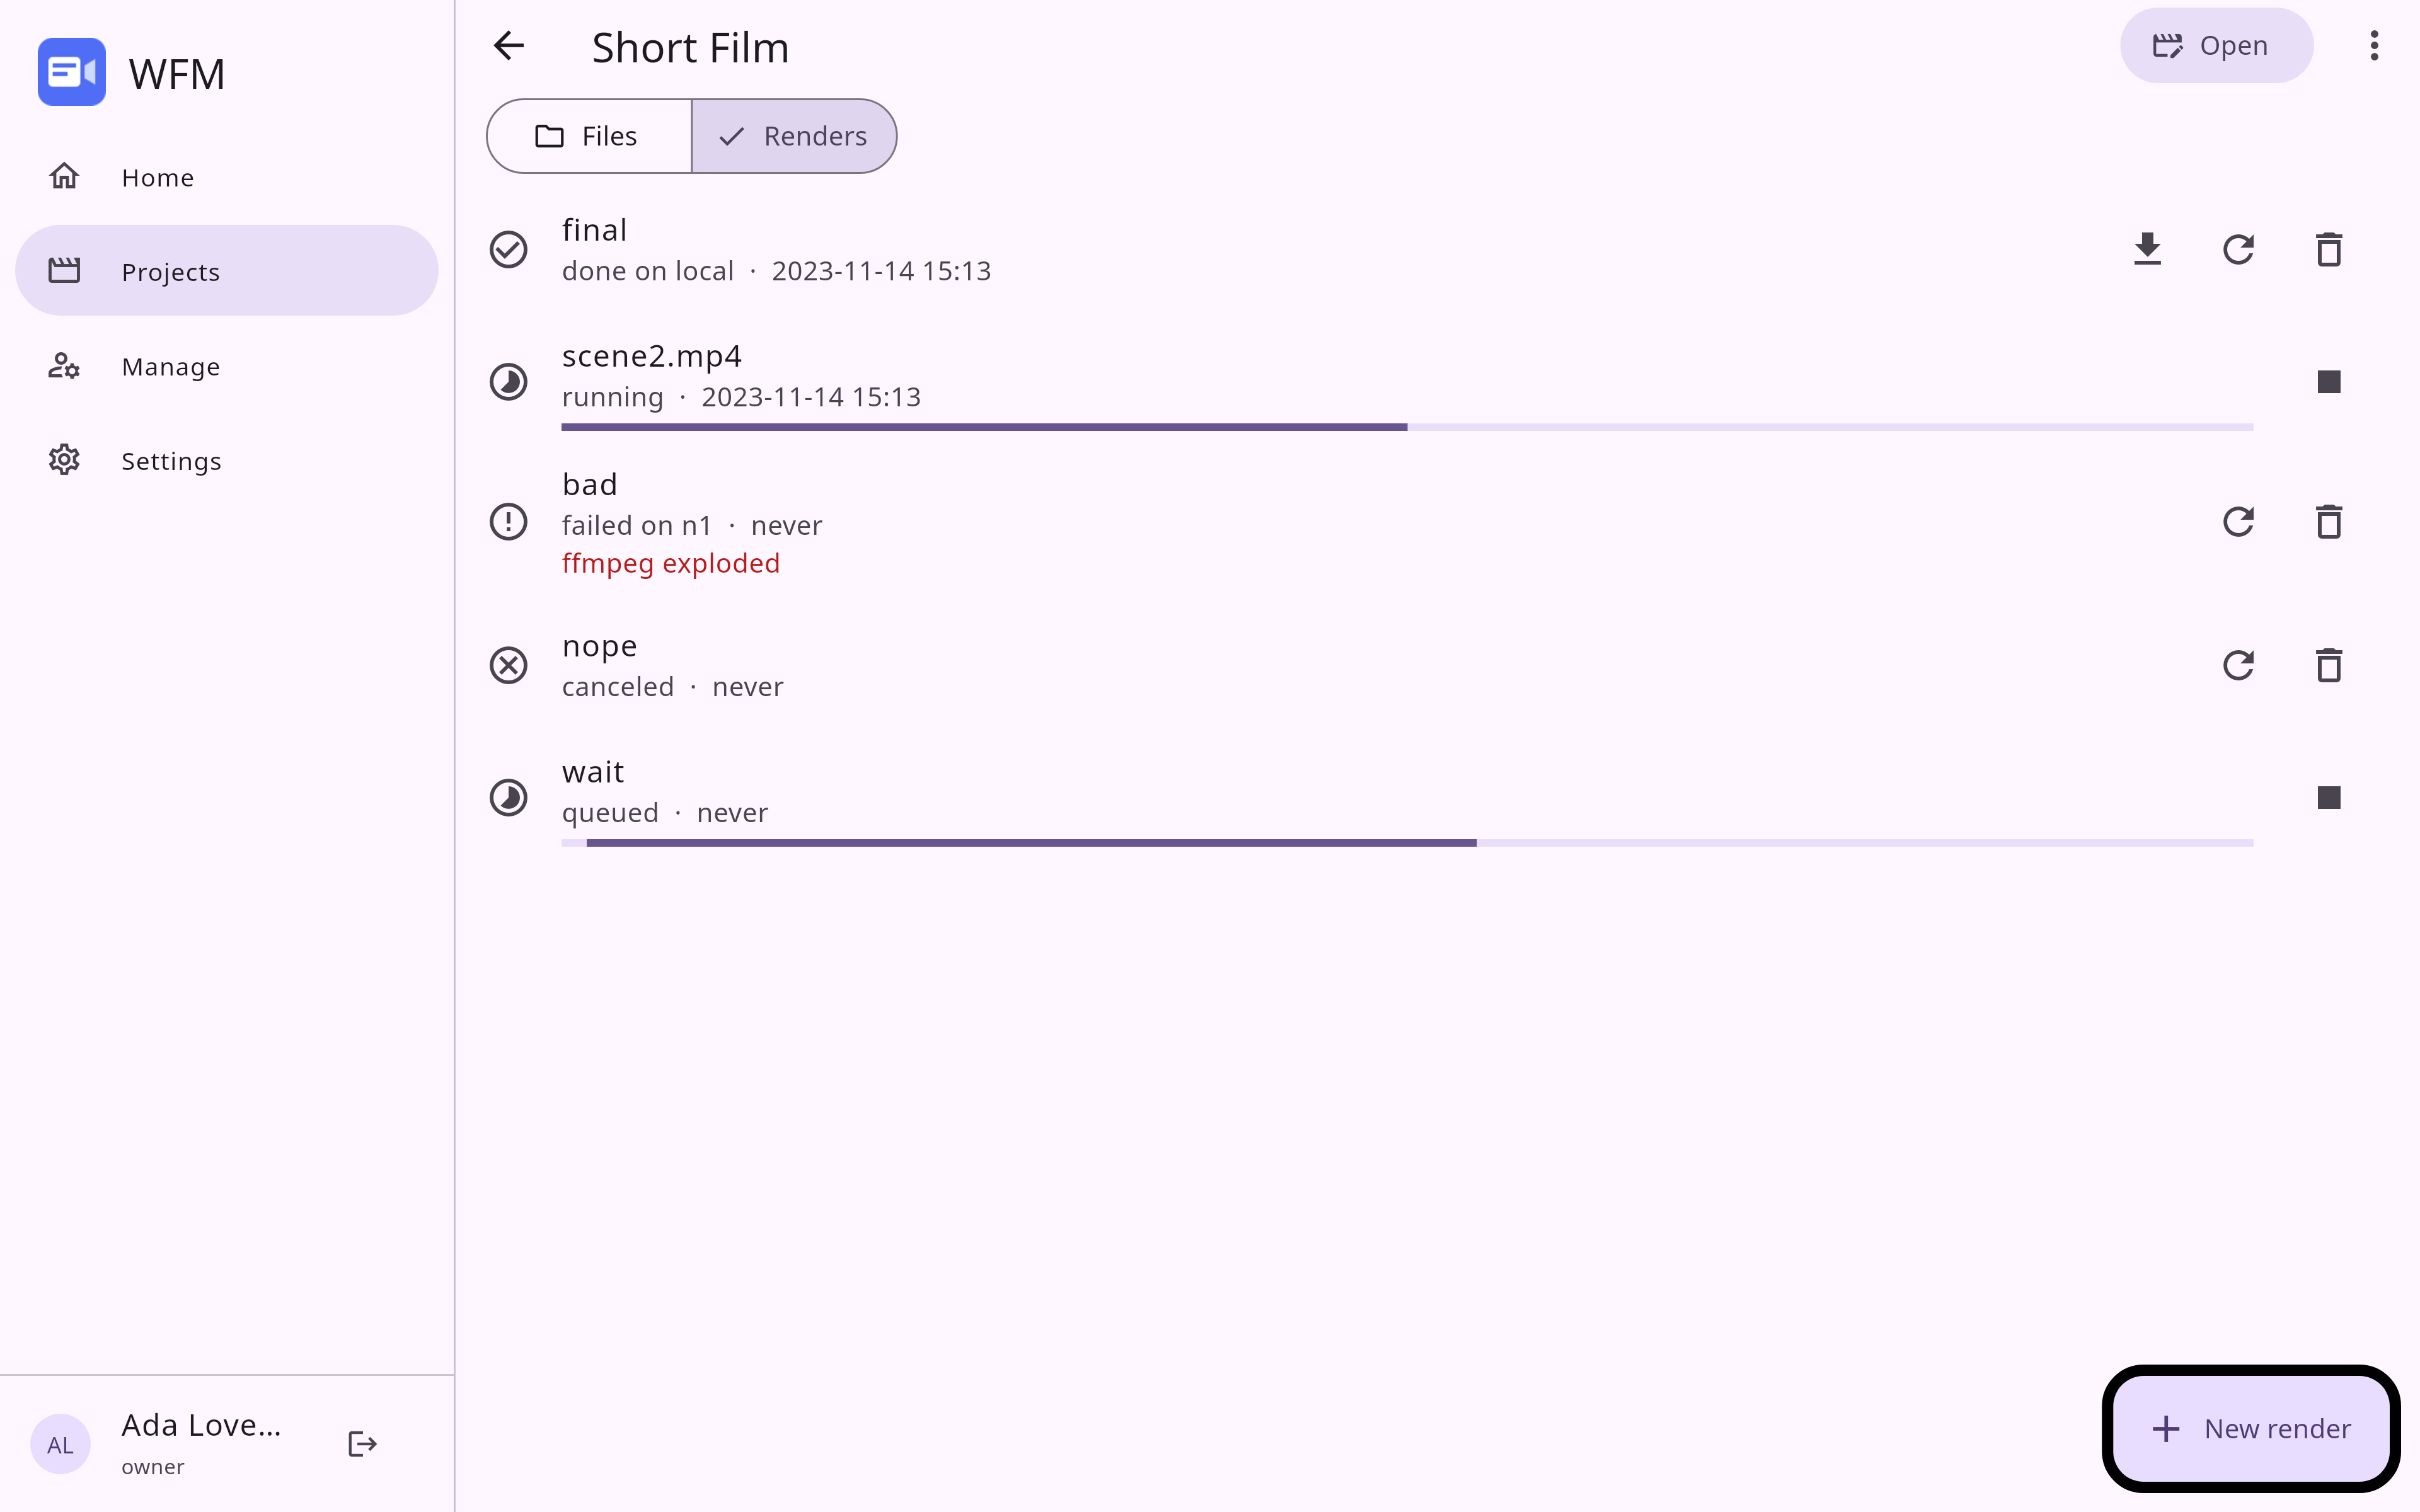 WFM
Home
Projects
Manage
Settings
AL
Ada Love...
owner
Short Film
Open
Files
Renders
final
done on local · 2023-11-14 15:13
scene2.mp4
running · 2023-11-14 15:13
bad
failed on n1 · never
ffmpeg exploded
nope
canceled · never
wait
queued · never
New render